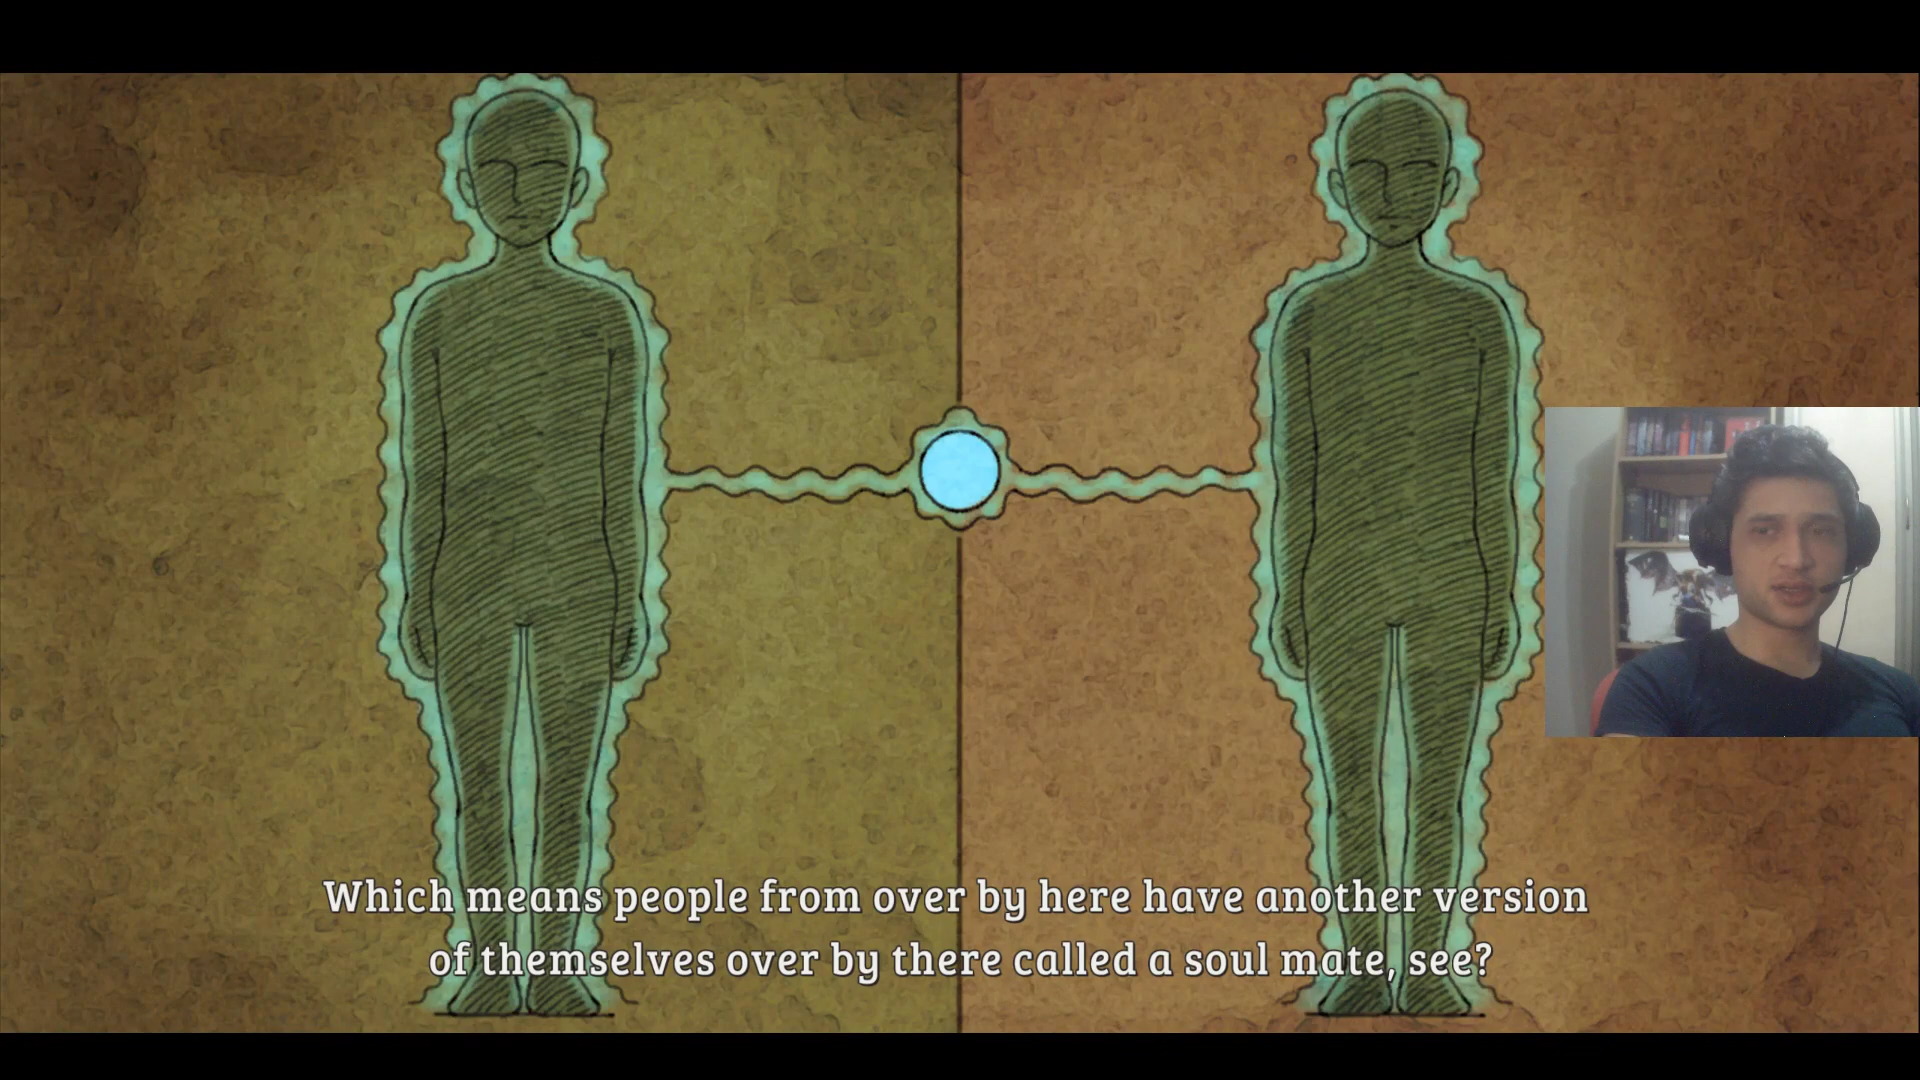 Which means people from over by here have another version
of themselves over by there called a soul mate, see?